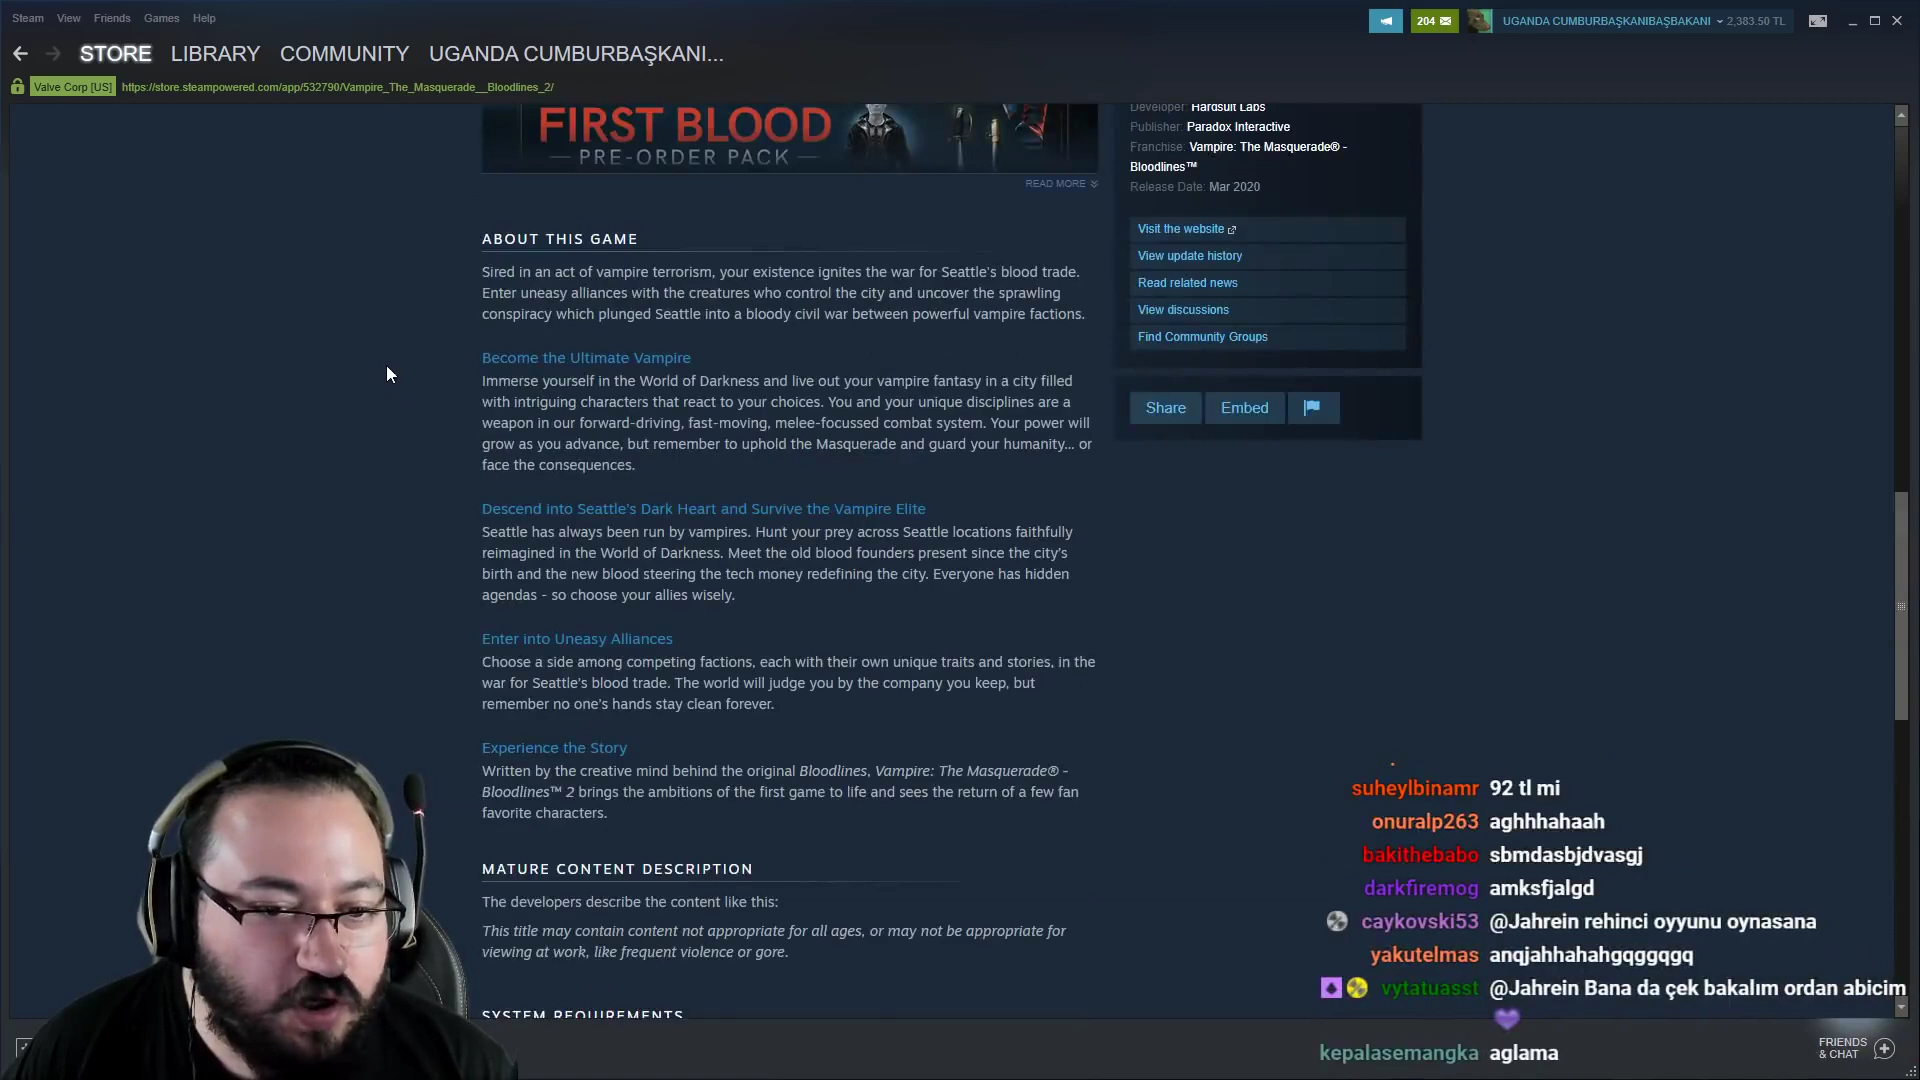 Steam View Friends Games Help
204 UGANDA CUMBURBAŞKANIBAŞBAKANI 2,383.50 TL
STORE LIBRARY COMMUNITY UGANDA CUMBURBAŞKANI...
Valve Corp [US] https://store.steampowered.com/app/532790/Vampire_The_Masquerade__Bloodlines_2/
FIRST BLOOD
PRE-ORDER PACK
READ MORE
ABOUT THIS GAME
Sired in an act of vampire terrorism, your existence ignites the war for Seattle's blood trade.
Enter uneasy alliances with the creatures who control the city and uncover the sprawling
conspiracy which plunged Seattle into a bloody civil war between powerful vampire factions.
Become the Ultimate Vampire
Immerse yourself in the World of Darkness and live out your vampire fantasy in a city filled
with intriguing characters that react to your choices. You and your unique disciplines are a
weapon in our forward-driving, fast-moving, melee-focussed combat system. Your power will
grow as you advance, but remember to uphold the Masquerade and guard your humanity... or
face the consequences.
Descend into Seattle's Dark Heart and Survive the Vampire Elite
Seattle has always been run by vampires. Hunt your prey across Seattle locations faithfully
reimagined in the World of Darkness. Meet the old blood founders present since the city's
birth and the new blood steering the tech money redefining the city. Everyone has hidden
agendas - so choose your allies wisely.
Enter into Uneasy Alliances
Choose a side among competing factions, each with their own unique traits and stories, in the
war for Seattle's blood trade. The world will judge you by the company you keep, but
remember no one's hands stay clean forever.
Experience the Story
Written by the creative mind behind the original Bloodlines, Vampire: The Masquerade® -
Bloodlines™ 2 brings the ambitions of the first game to life and sees the return of a few fan
favorite characters.
MATURE CONTENT DESCRIPTION
The developers describe the content like this:
This title may contain content not appropriate for all ages, or may not be appropriate for
viewing at work, like frequent violence or gore.
SYSTEM REQUIREMENTS
Developer: Hardsuit Labs
Publisher: Paradox Interactive
Franchise: Vampire: The Masquerade® -
Bloodlines™
Release Date: Mar 2020
Visit the website
View update history
Read related news
View discussions
Find Community Groups
Share Embed
suheylbinamr 92 tl mi
onuralp263 aghhhahaah
bakithebabo sbmdasbjdvasgj
darkfiremog amksfjalgd
caykovski53 @Jahrein rehinci oyyunu oynasana
yakutelmas anqjahhahahgqggqgq
vytatuasst @Jahrein Bana da çek bakalım ordan abicim
kepalasemangka aglama
FRIENDS
& CHAT